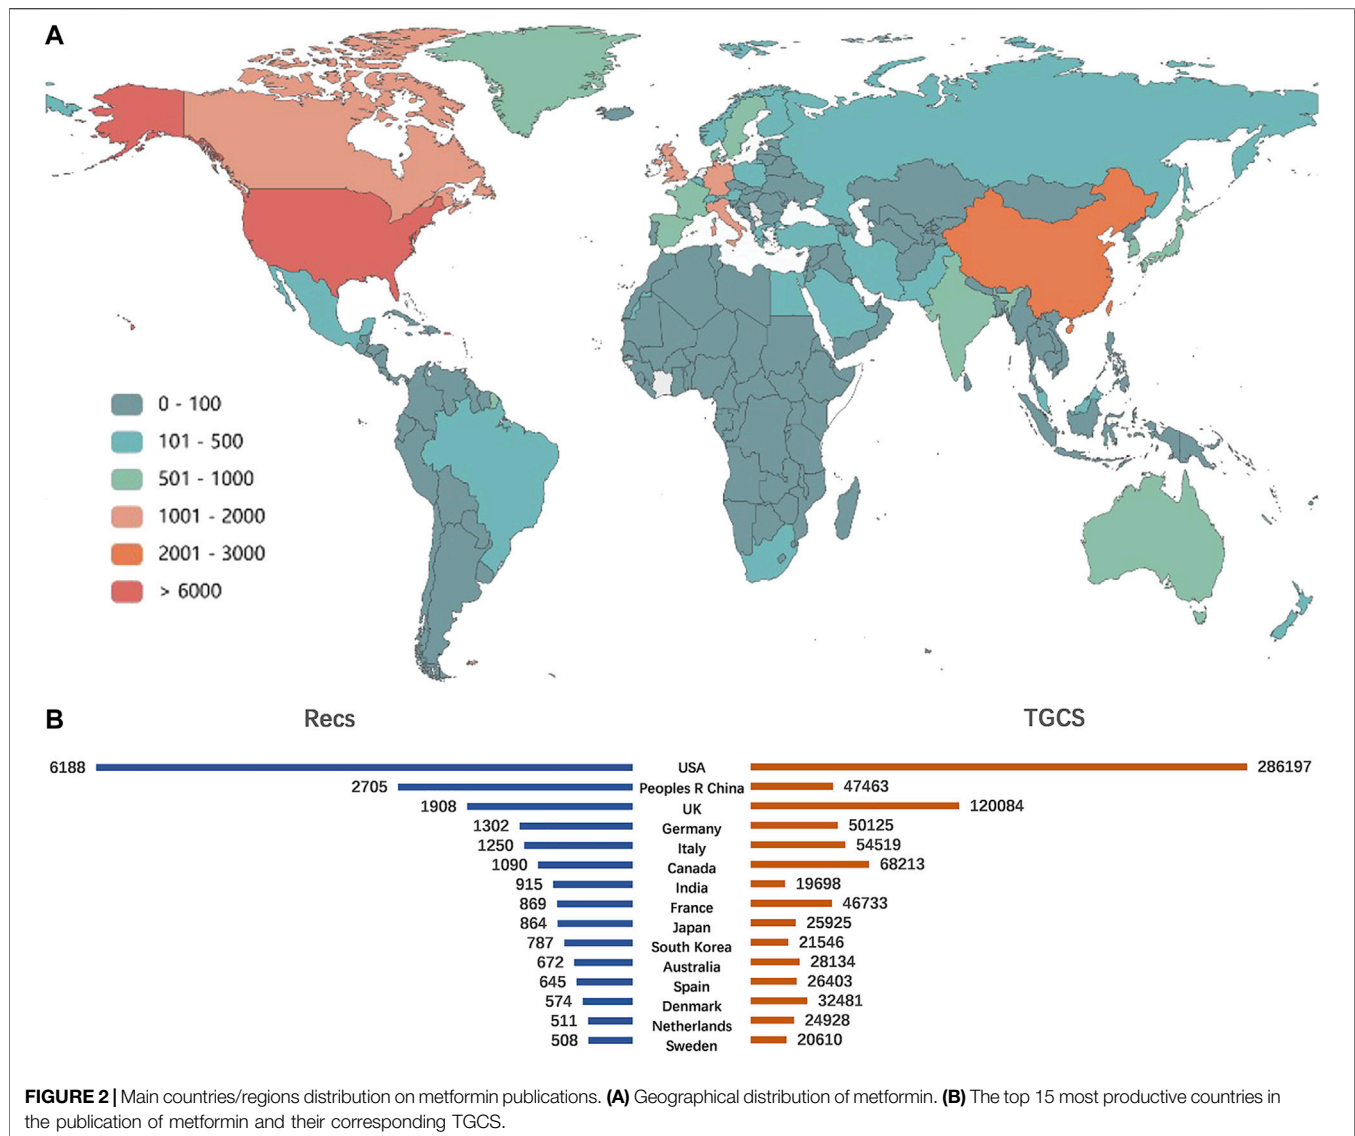 A
0 - 100
101 - 500
501 - 1000
1001 - 2000
2001 - 3000
> 6000
B Recs TGCS
6188 USA 286197
2705 Peoples R China 47463
1908 UK 120084
1302 Germany 50125
1250 Italy 54519
1090 Canada 68213
915 India 19698
869 France 46733
864 Japan 25925
787 South Korea 21546
672 Australia 28134
645 Spain 26403
574 Denmark 32481
511 Netherlands 24928
508 Sweden 20610
FIGURE 2 | Main countries/regions distribution on metformin publications. (A) Geographical distribution of metformin. (B) The top 15 most productive countries in
the publication of metformin and their corresponding TGCS.